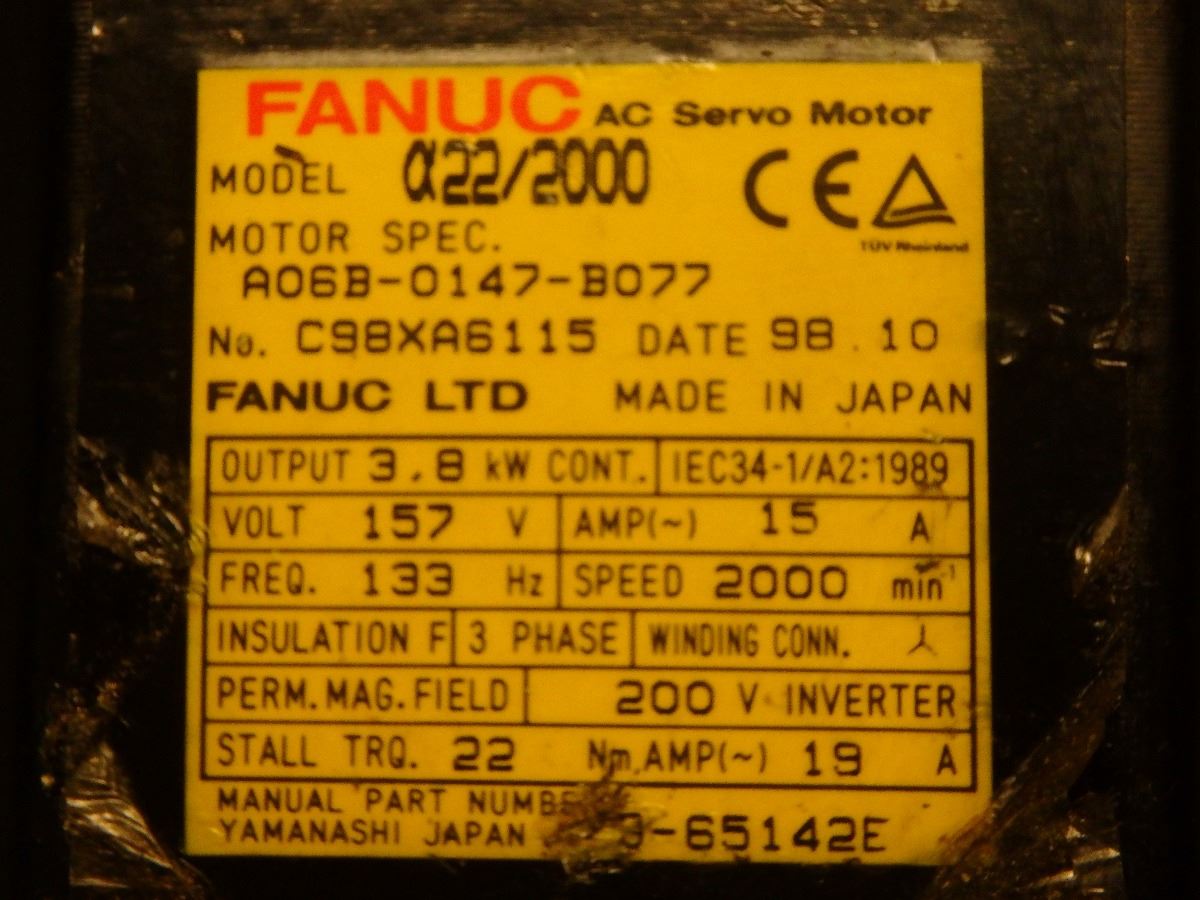 FANUC AC Servo Motor
MODEL α22/2000
TÜV Rheinland
MOTOR SPEC.
A06B-0147-B077
No. C98XA6115 DATE 98.10
FANUC LTD MADE IN JAPAN
OUTPUT 3.8 kW CONT. IEC34-1/A2:1989
VOLT 157 V AMP(~) 15 A
FREQ. 133 Hz SPEED 2000 min⁻¹
INSULATION F 3 PHASE WINDING CONN.
PERM.MAG.FIELD 200 V INVERTER
STALL TRQ. 22 Nm AMP(~) 19 A
MANUAL PART
YAMANASHI JAPAN -65142E